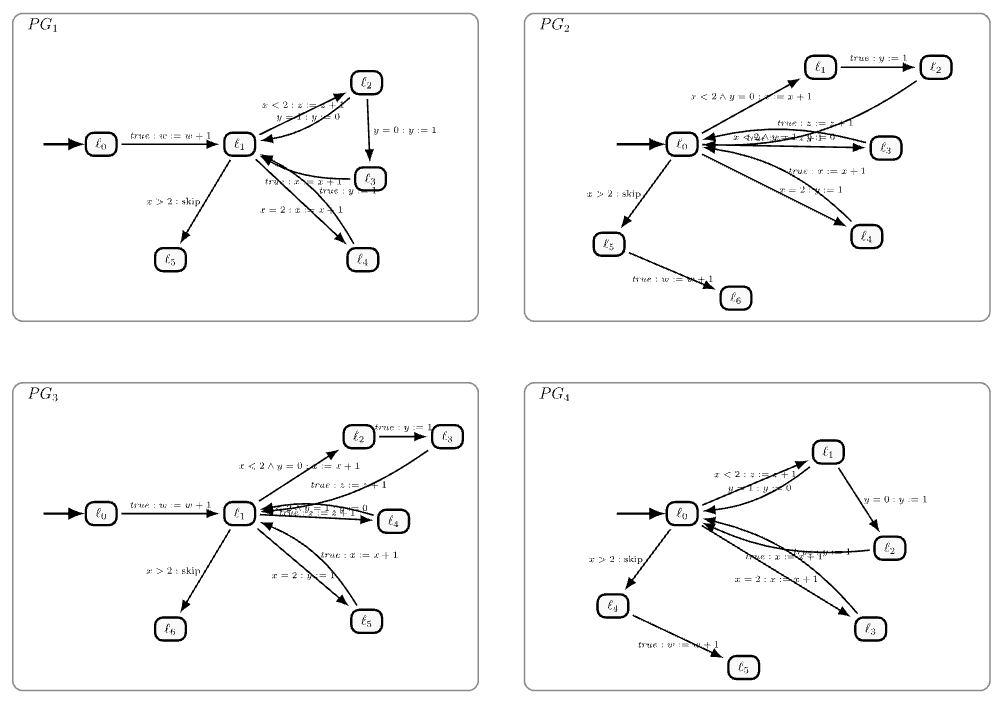 PG₁
ℓ₂
x < 2 : z := z + 1
y = 1 : y := 0
y = 0 : y := 1
ℓ₀
true : w := w + 1
ℓ₁
ℓ₃
true : x := x + 1
true : y := 1
x > 2 : skip
x = 2 : x := x + 1
ℓ₅
ℓ₄
PG₂
ℓ₁
true : y := 1
ℓ₂
x < 2 ∧ y = 0 : x := x + 1
true : z := z + 1
ℓ₀
ℓ₃
true : x := x + 1
x = 2 : y := 1
x > 2 : skip
ℓ₄
ℓ₅
true : w := w + 1
ℓ₆
PG₃
ℓ₂
true : y := 1
ℓ₃
x < 2 ∧ y = 0 : x := x + 1
true : z := z + 1
ℓ₀
true : w := w + 1
ℓ₁
true : z := z + 1
ℓ₄
true : x := x + 1
x > 2 : skip
x = 2 : y := 1
ℓ₆
ℓ₅
PG₄
ℓ₁
x < 2 : z := z + 1
y = 1 : y := 0
y = 0 : y := 1
ℓ₀
ℓ₂
true : x := x + 1
x > 2 : skip
x = 2 : x := x + 1
ℓ₄
ℓ₃
true : w := w + 1
ℓ₅